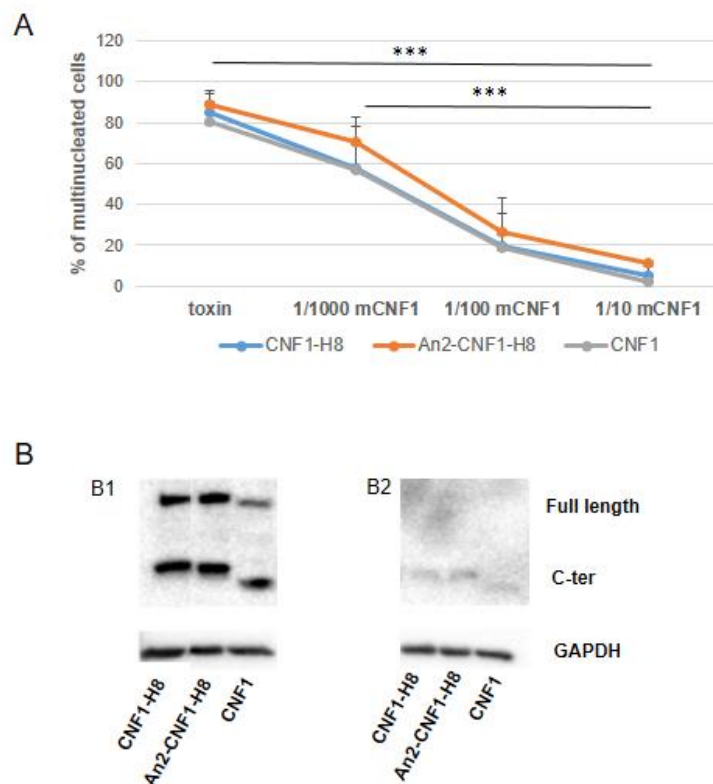 A
120
100
80
60
40
20
0
% of multinucleated cells
***
***
toxin 1/1000 mCNF1 1/100 mCNF1 1/10 mCNF1
CNF1-H8 An2-CNF1-H8 CNF1
B
B1
B2
Full length
C-ter
GAPDH
CNF1-H8
An2-CNF1-H8
CNF1
CNF1-H8
An2-CNF1-H8
CNF1